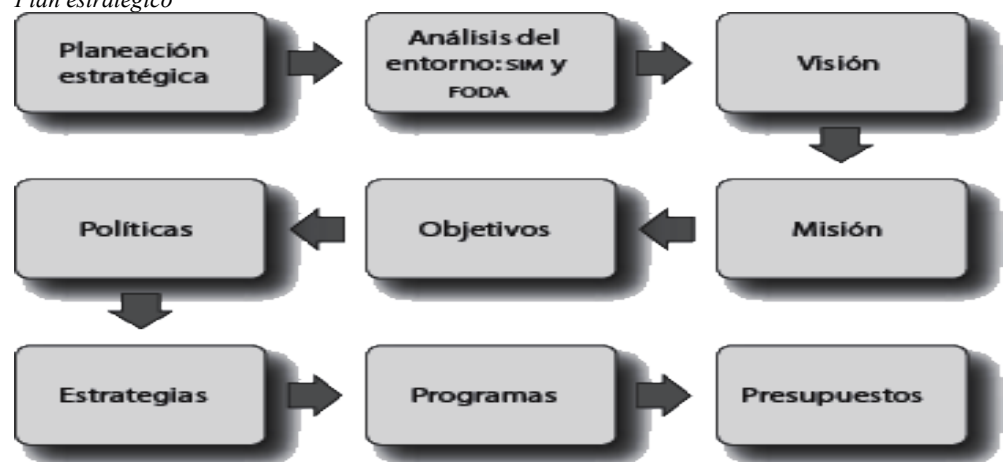 Plan estratégico
Planeación
estratégica
Análisis del
entorno: SIM y
FODA
Visión
Misión
Objetivos
Políticas
Estrategias
Programas
Presupuestos